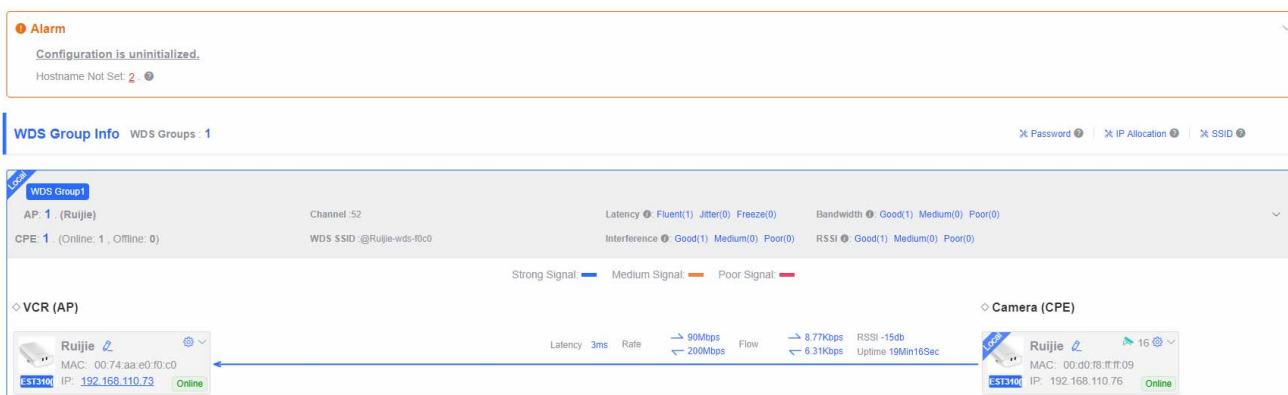 Alarm
Configuration is uninitialized.
Hostname Not Set: 2 .
WDS Group Info WDS Groups : 1 Password IP Allocation SSID
Local
WDS Group1
AP: 1 . (Ruijie) Channel :52 Latency : Fluent(1) Jitter(0) Freeze(0) Bandwidth : Good(1) Medium(0) Poor(0)
CPE: 1 . (Online: 1 , Offline: 0) WDS SSID :@Ruijie-wds-f0c0 Interference : Good(1) Medium(0) Poor(0) RSSI : Good(1) Medium(0) Poor(0)
Strong Signal: Medium Signal: Poor Signal:
VCR (AP) Camera (CPE)
Ruijie
MAC: 00:74:aa:e0:f0:c0
EST310( IP: 192.168.110.73 Online
Latency 3ms Rate 90Mbps Flow 8.77Kbps RSSI -15db
200Mbps 6.31Kbps Uptime 19Min16Sec
Local
Ruijie 16
MAC: 00:d0:f8:ff:ff:09
EST310( IP: 192.168.110.76 Online